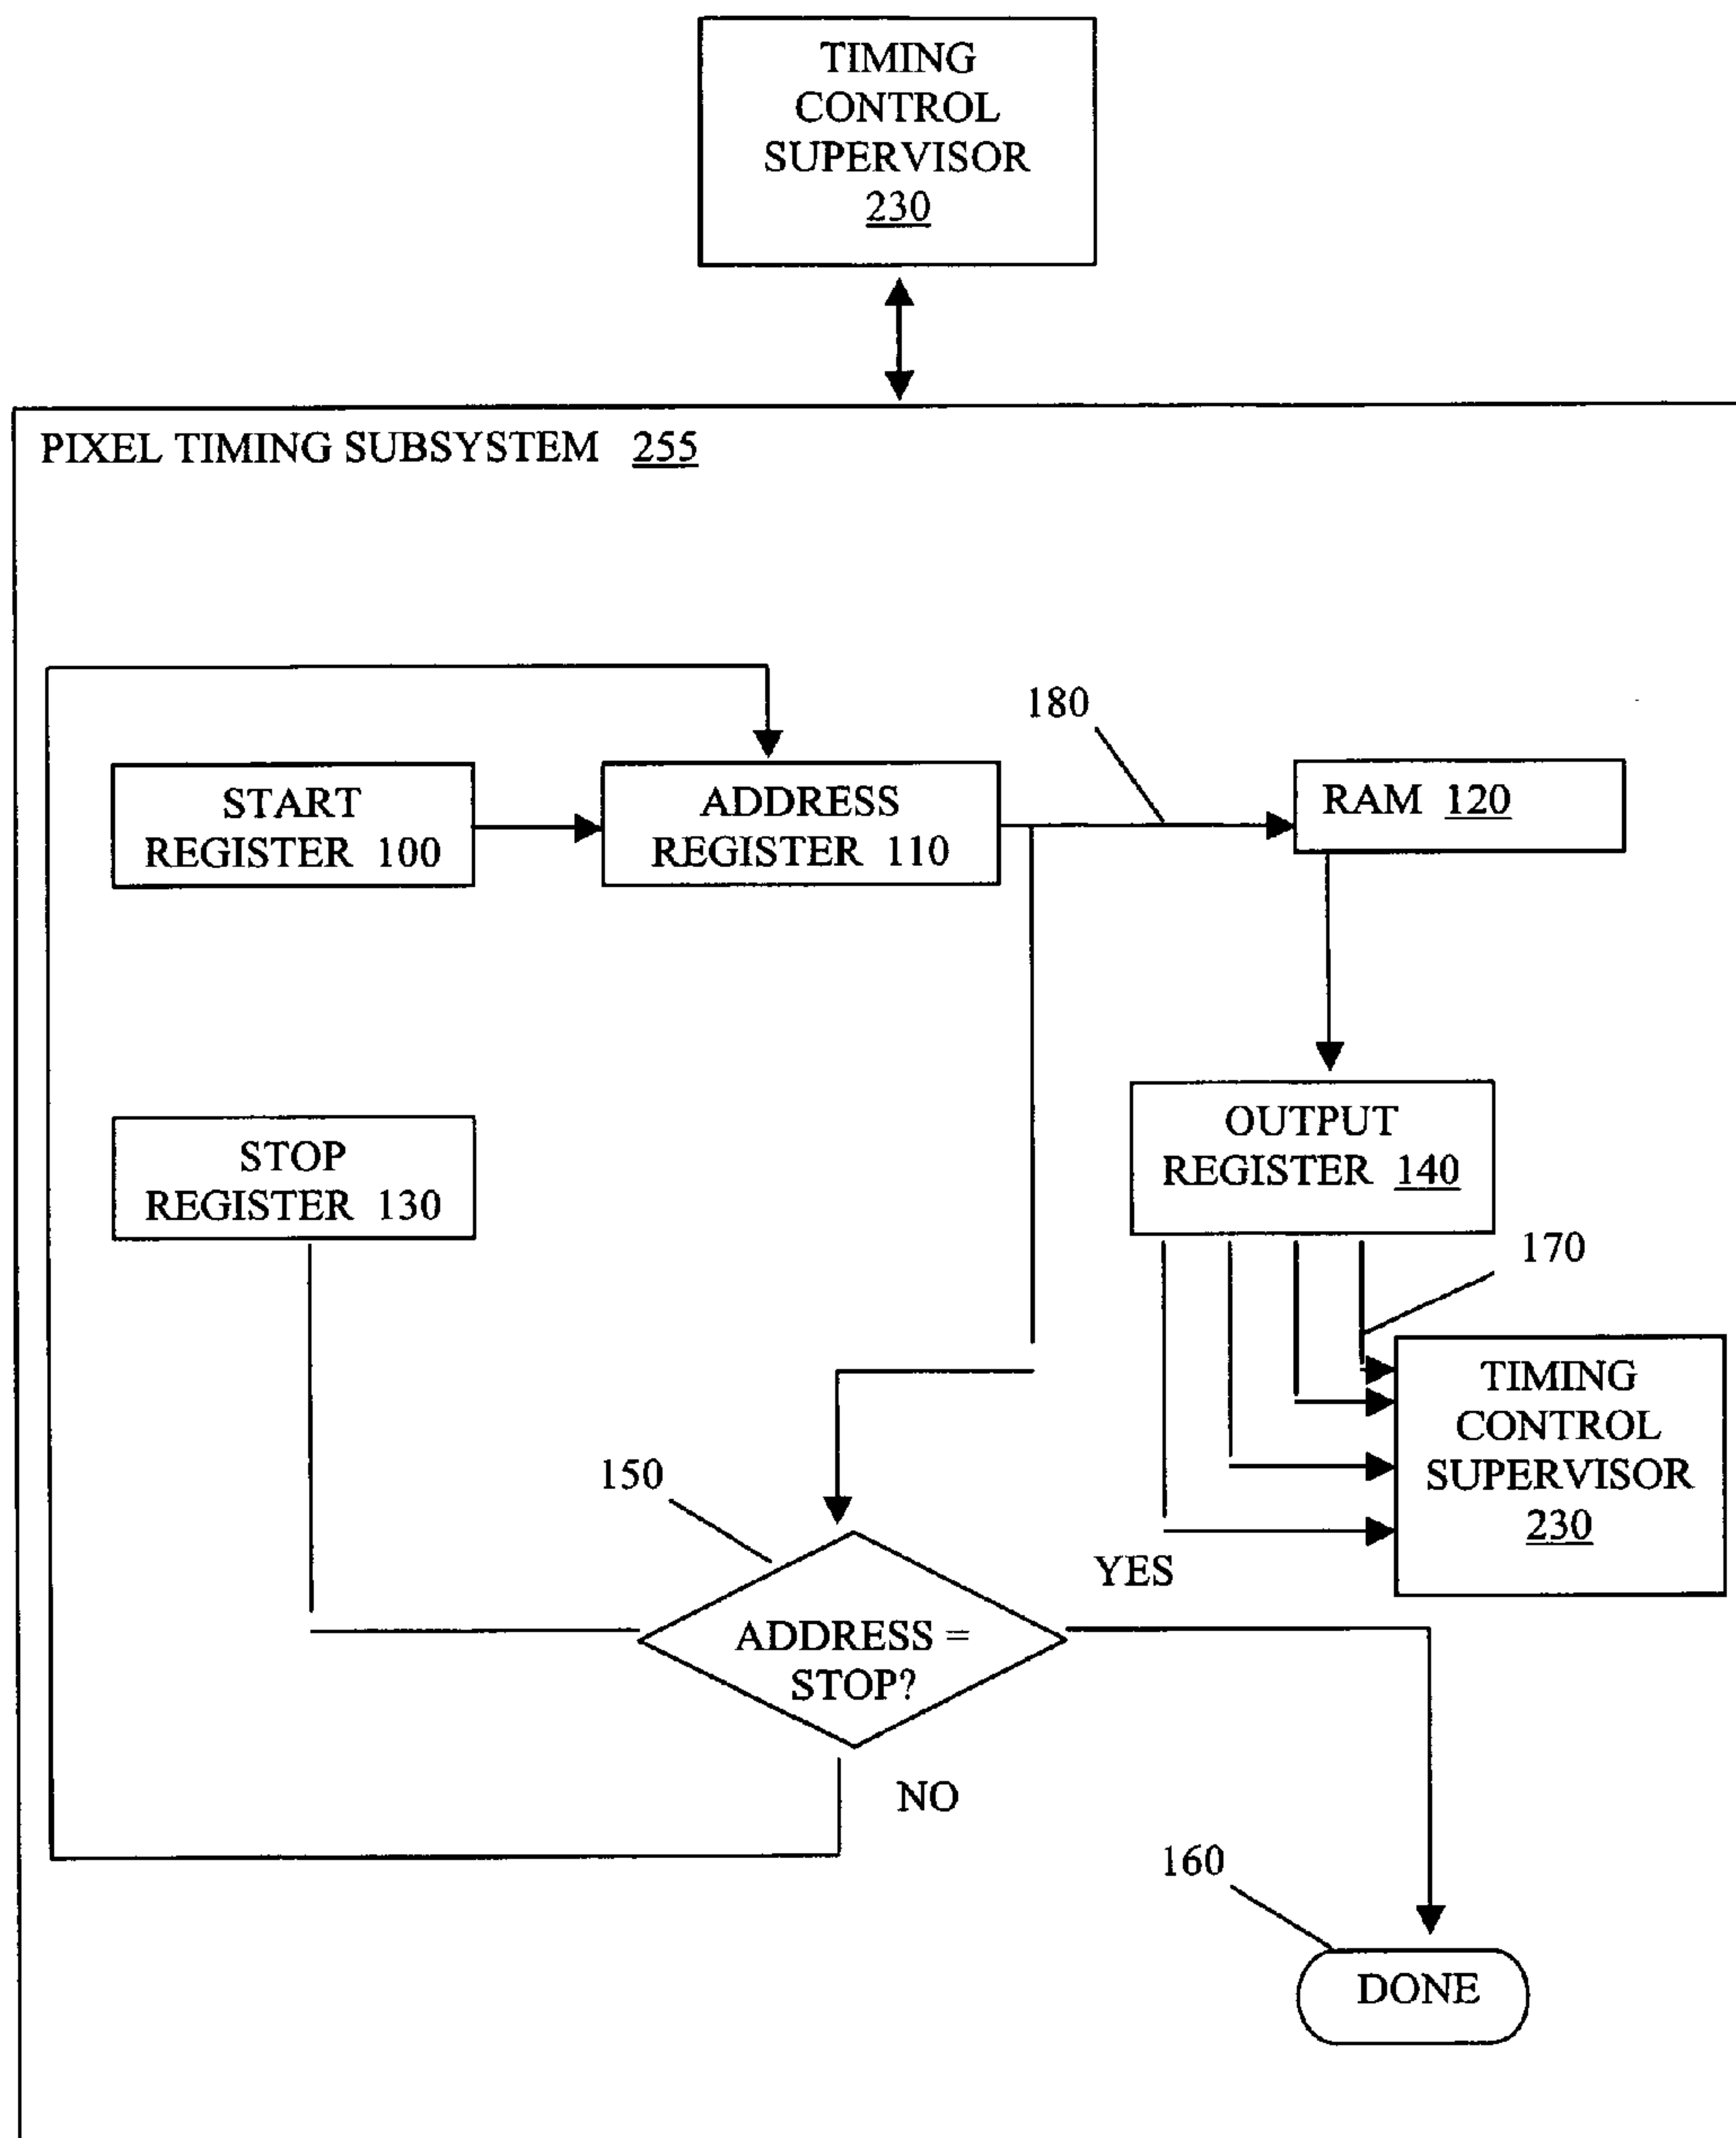 TIMING
CONTROL
SUPERVISOR
230
PIXEL TIMING SUBSYSTEM 255
180
START
REGISTER 100
ADDRESS
REGISTER 110
RAM 120
STOP
REGISTER 130
OUTPUT
REGISTER 140
170
TIMING
CONTROL
SUPERVISOR
230
150
YES
ADDRESS =
STOP?
NO
160
DONE